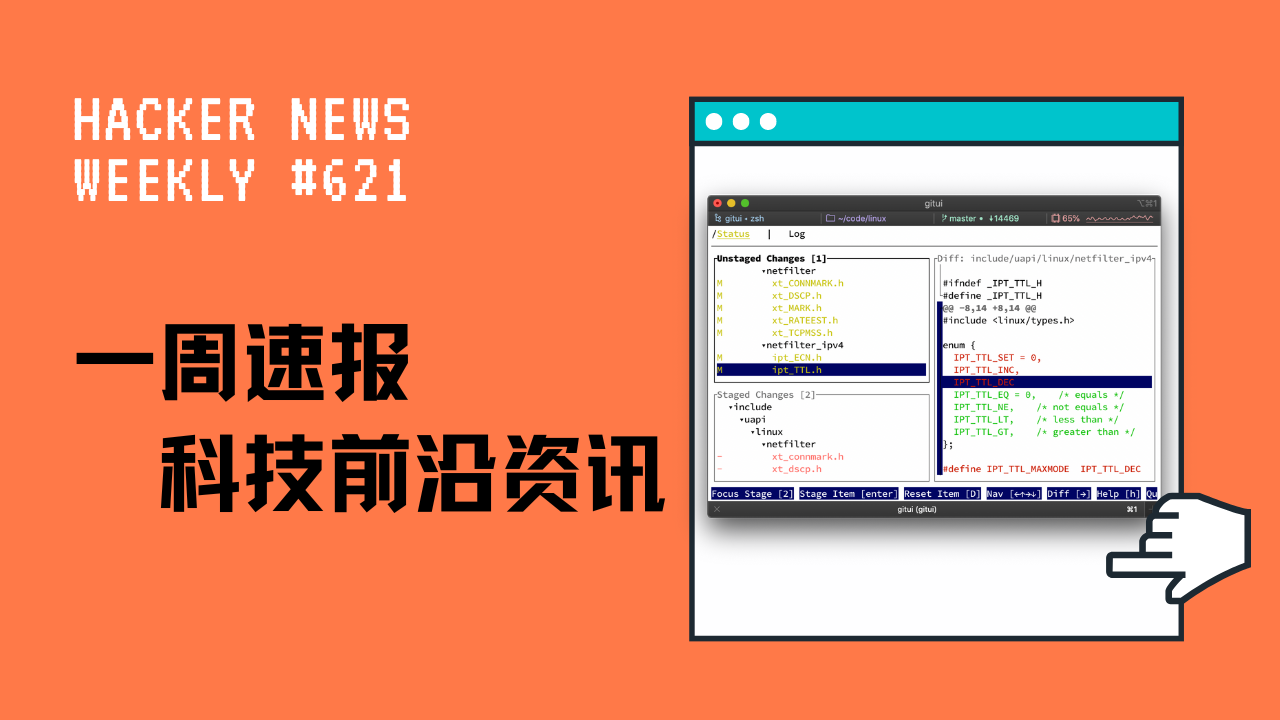 HACKER NEWS
WEEKLY #621
一周速报
科技前沿资讯
gitui
⌥⌘1
gitui • zsh
~/code/linux
master • ↓14469
65%
/Status | Log
Unstaged Changes [1]
▾netfilter
M xt_CONNMARK.h
M xt_DSCP.h
M xt_MARK.h
M xt_RATEEST.h
M xt_TCPMSS.h
▾netfilter_ipv4
M ipt_ECN.h
M ipt_TTL.h
Staged Changes [2]
▾include
▾uapi
▾linux
▾netfilter
- xt_connmark.h
- xt_dscp.h
Diff: include/uapi/linux/netfilter_ipv4
#ifndef _IPT_TTL_H
#define _IPT_TTL_H
@@ -8,14 +8,14 @@
#include <linux/types.h>
enum {
IPT_TTL_SET = 0,
IPT_TTL_INC,
IPT_TTL_DEC
IPT_TTL_EQ = 0, /* equals */
IPT_TTL_NE, /* not equals */
IPT_TTL_LT, /* less than */
IPT_TTL_GT, /* greater than */
};
#define IPT_TTL_MAXMODE IPT_TTL_DEC
Focus Stage [2] Stage Item [enter] Reset Item [D] Nav [←↑→↓] Diff [→] Help [h] Qu
gitui (gitui)
⌘1